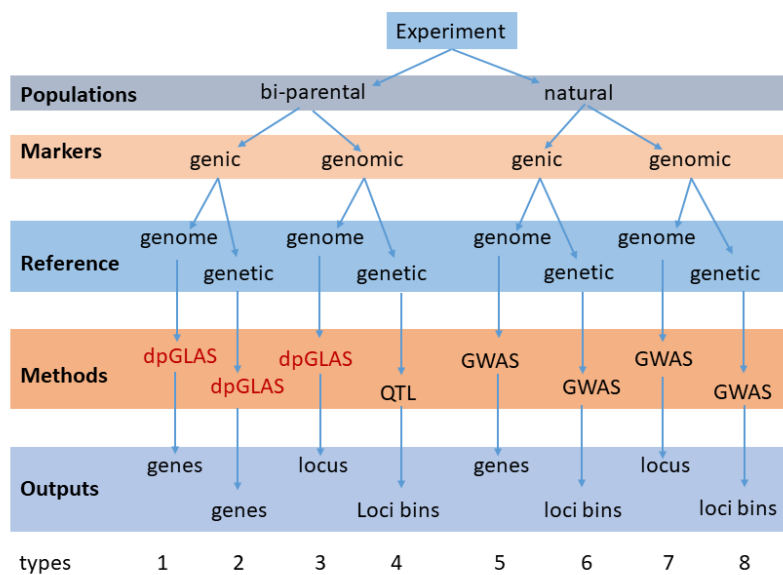 Experiment
Populations bi-parental natural
Markers genic genomic genic genomic
genome genome genome genome
Reference genetic genetic genetic genetic
dpGLAS dpGLAS GWAS GWAS
Methods dpGLAS QTL GWAS GWAS
genes locus genes locus
Outputs genes Loci bins loci bins loci bins
types 1 2 3 4 5 6 7 8